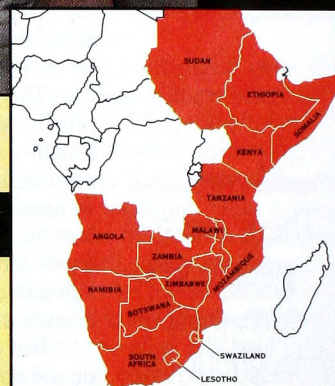 SUDAN
ETHIOPIA
SOMALIA
KENYA
TANZANIA
MALAWI
ANGOLA
ZAMBIA
MOZAMBIQUE
ZIMBABWE
NAMIBIA
BOTSWANA
SOUTH
AFRICA
SWAZILAND
LESOTHO